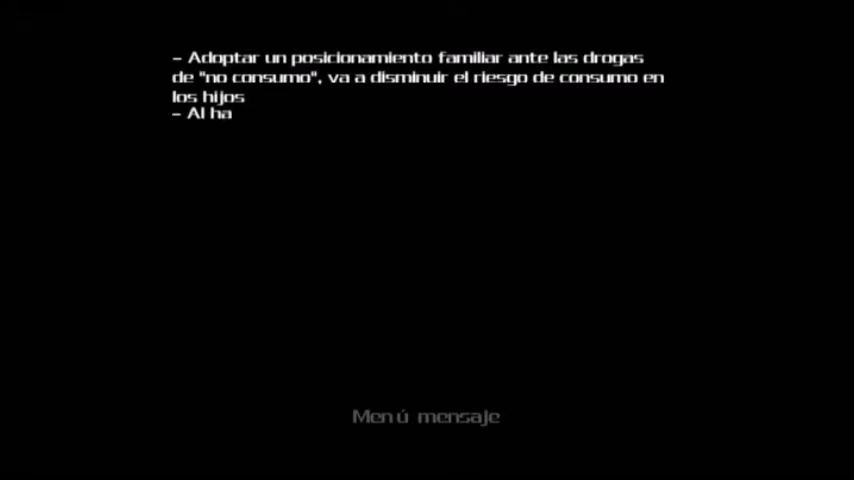 - Adoptar un posicionamiento familiar ante las drogas
de "no consumo", va a disminuir el riesgo de consumo en
los hijos
- Al ha
Menú mensaje